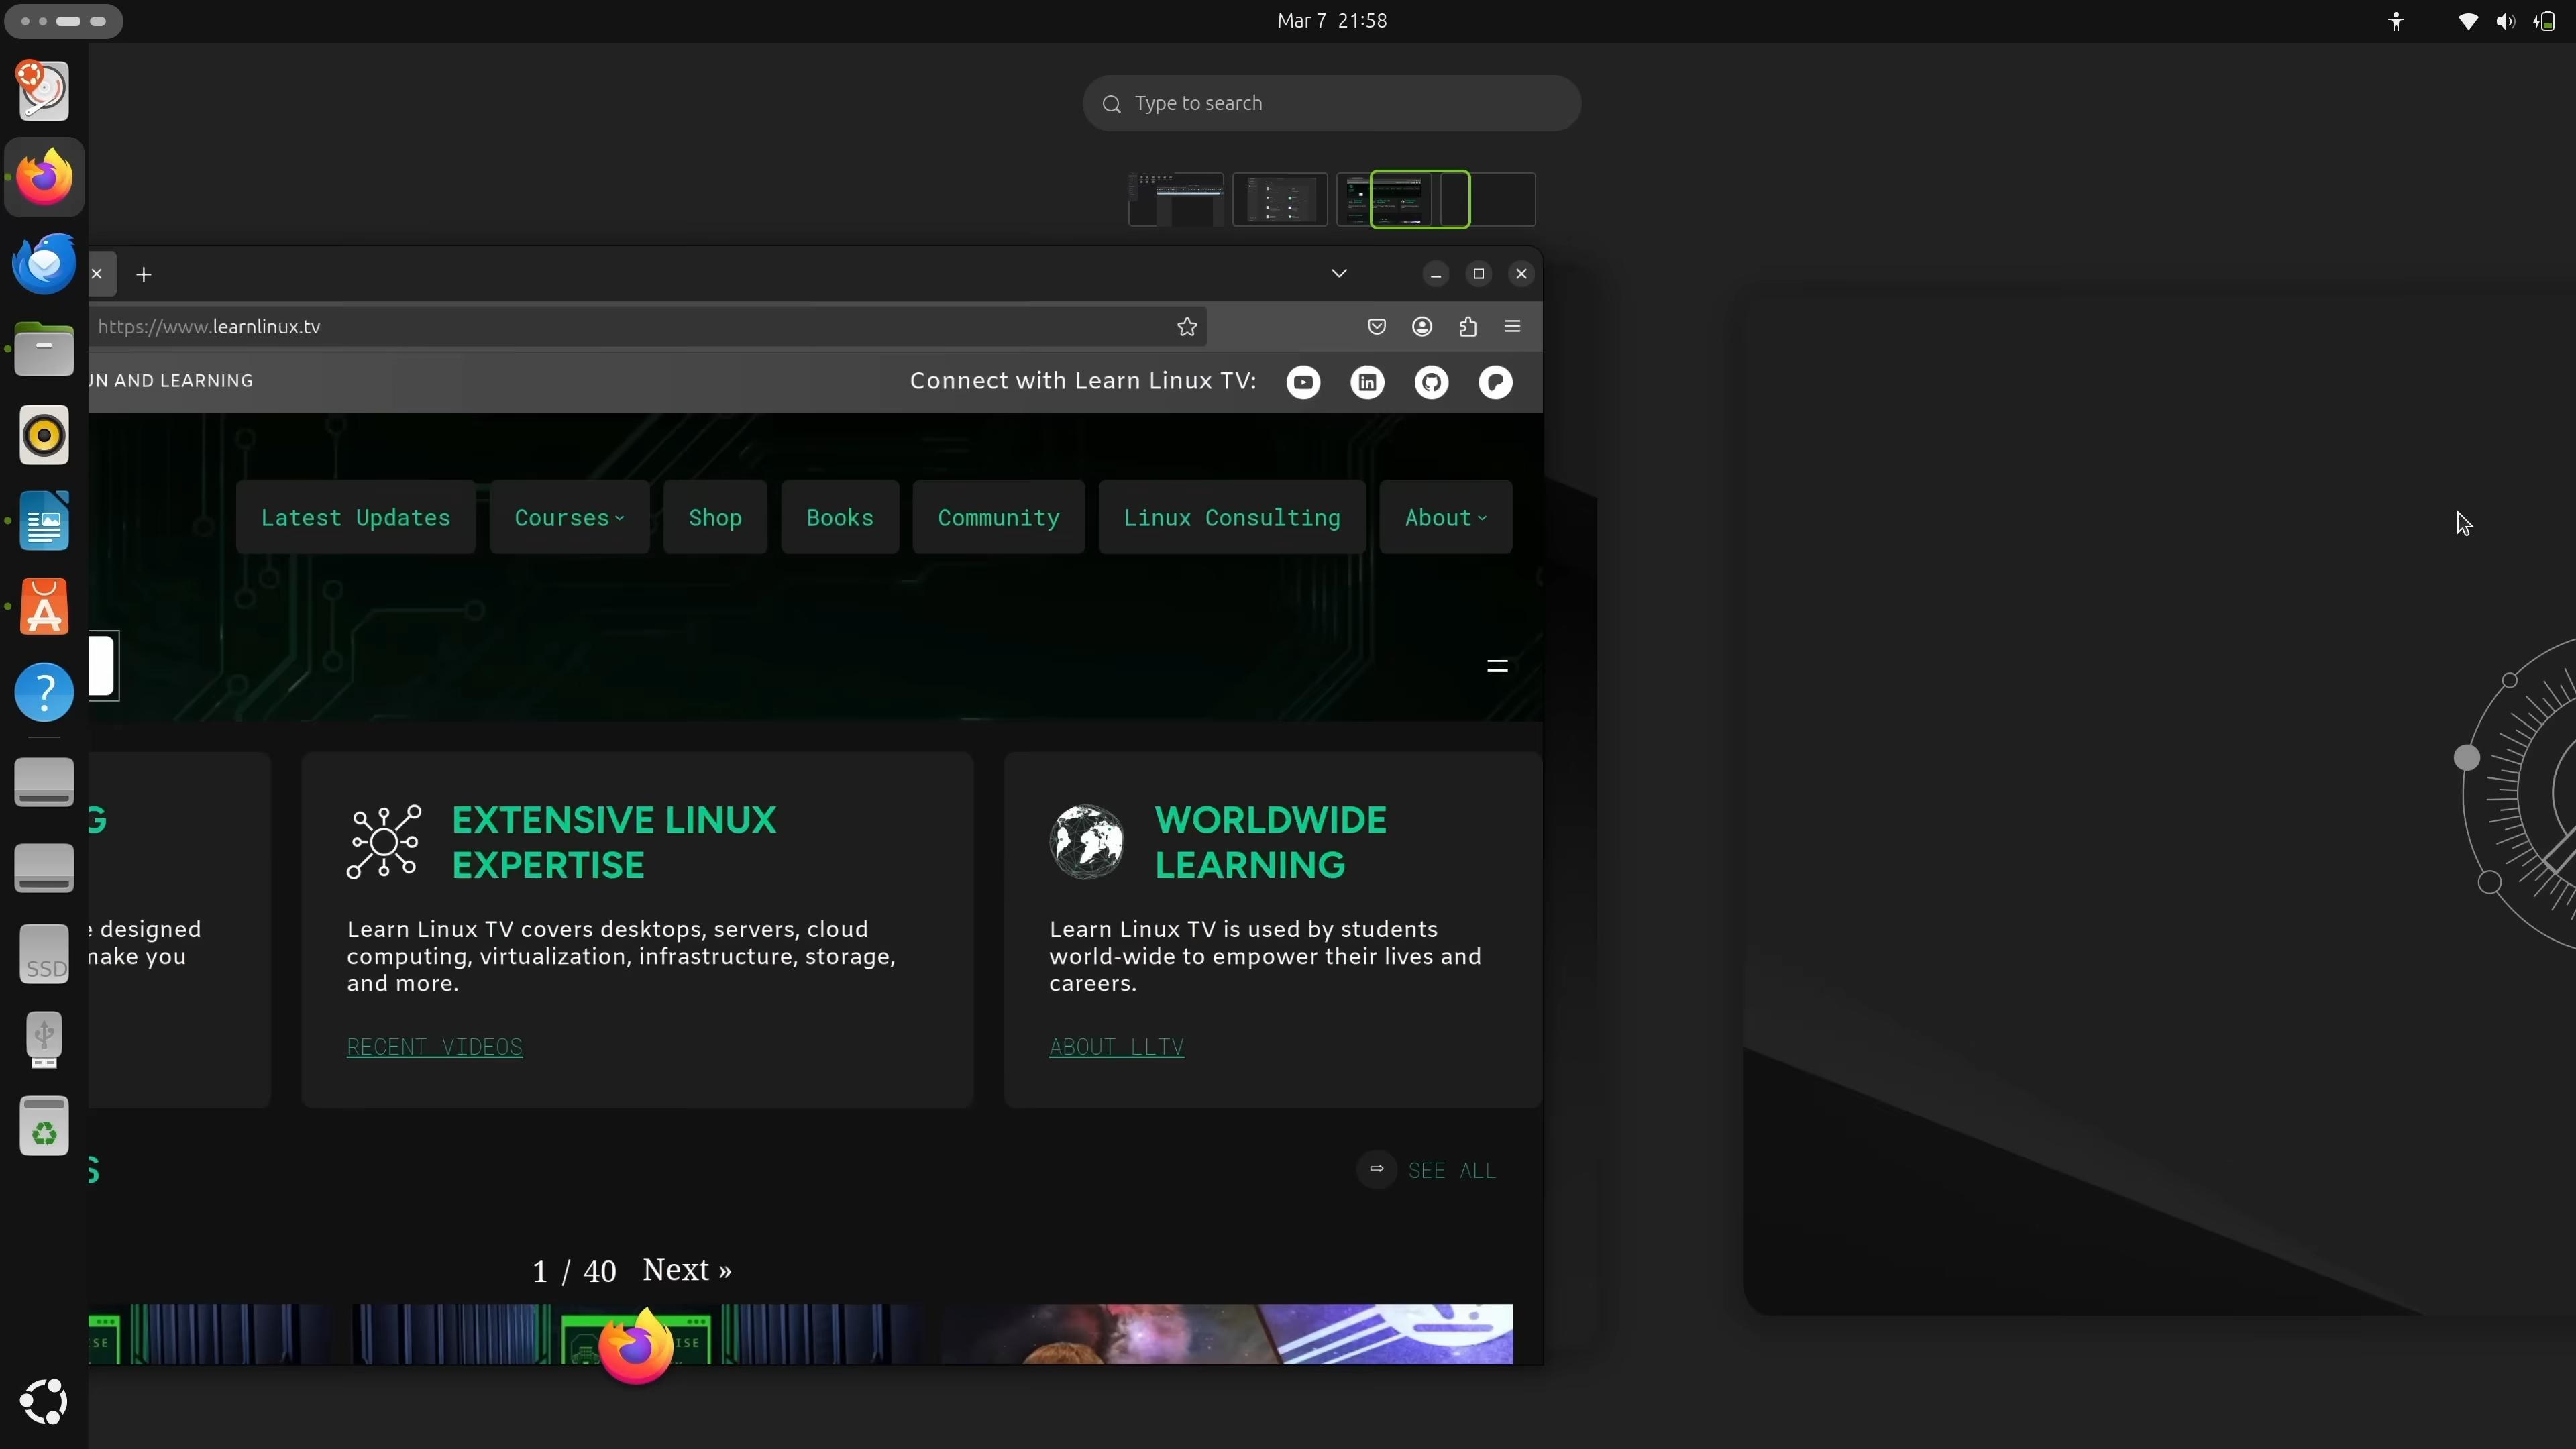 Mar 7 21:58
Type to search
https://www.learnlinux.tv
UN AND LEARNING
Connect with Learn Linux TV:
Latest Updates
Courses
Shop
Books
Community
Linux Consulting
About
G
EXTENSIVE LINUX
EXPERTISE
WORLDWIDE
LEARNING
designed
make you
Learn Linux TV covers desktops, servers, cloud
computing, virtualization, infrastructure, storage,
and more.
Learn Linux TV is used by students
world-wide to empower their lives and
careers.
RECENT VIDEOS
ABOUT LLTV
S
SEE ALL
1 / 40 Next »
SSD